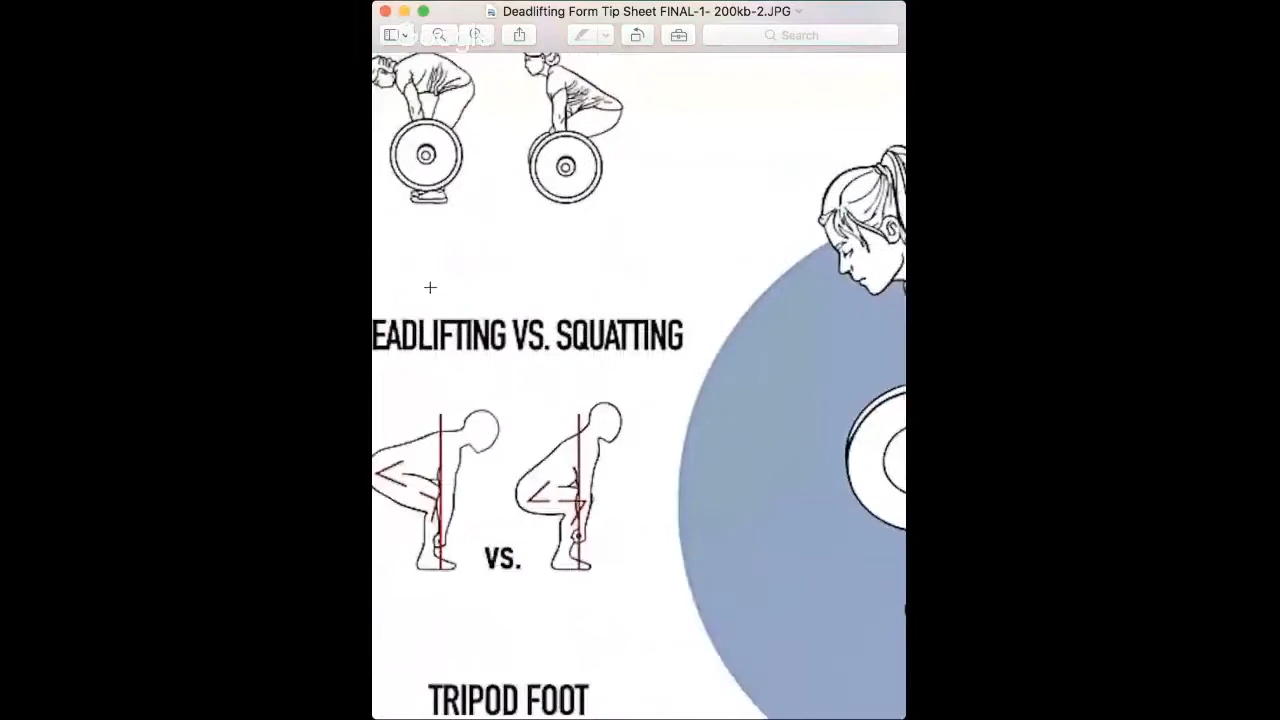 Deadlifting Form Tip Sheet FINAL-1- 200kb-2.JPG
Search
EADLIFTING VS. SQUATTING
VS.
TRIPOD FOOT